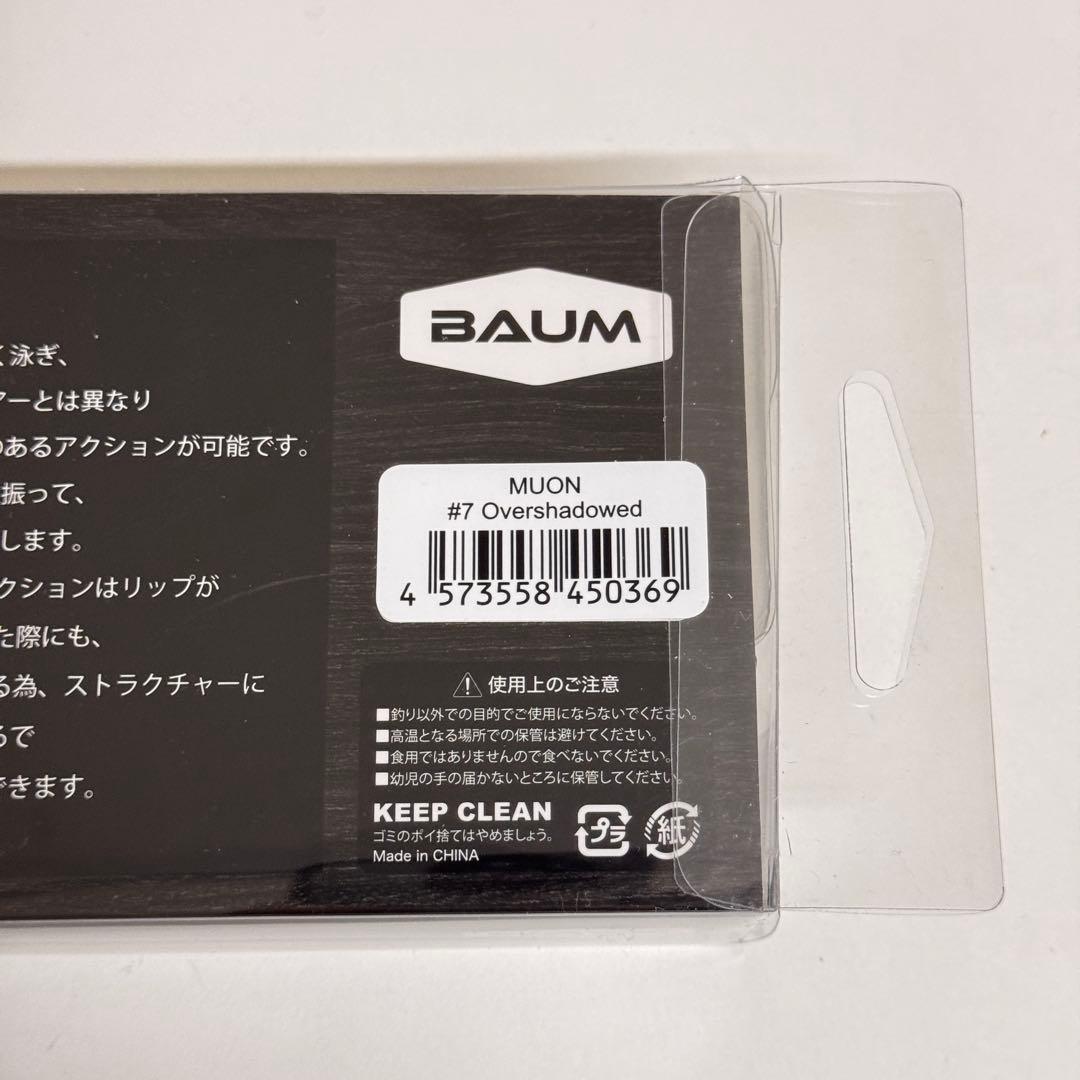 く泳ぎ、
アーとは異なり
のあるアクションが可能です。
振って、
します。
クションはリップが
た際にも、
る為、ストラクチャーに
るで
できます。
BAUM
MUON
#7 Overshadowed
4 573558 450369
使用上のご注意
■釣り以外での目的でご使用にならないでください。
■高温となる場所での保管は避けてください。
■食用ではありませんので食べないでください。
■幼児の手の届かないところに保管してください。
KEEP CLEAN
ゴミのポイ捨てはやめましょう。
Made in CHINA
プラ
紙